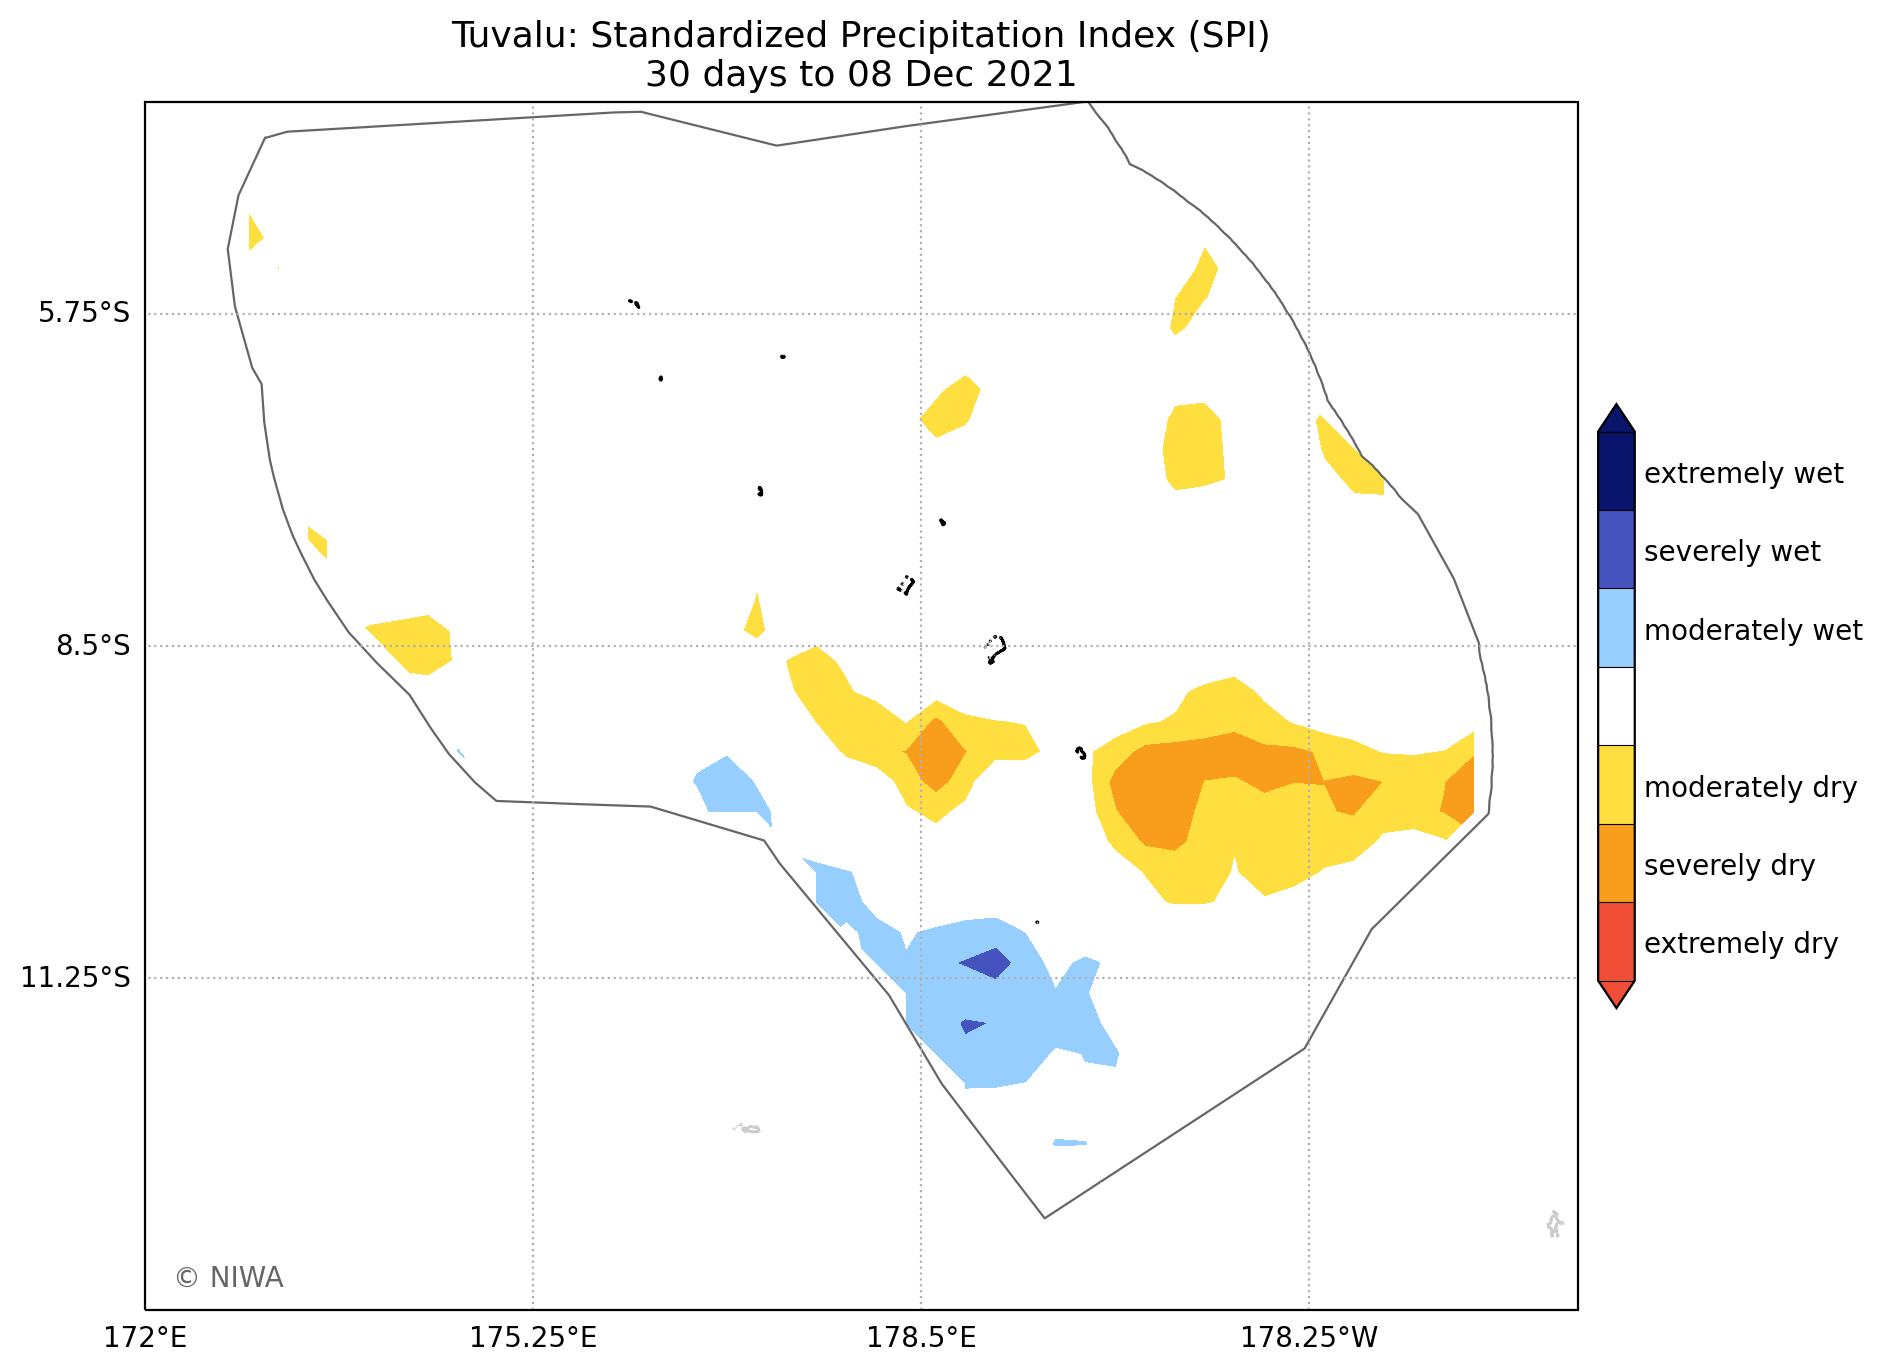 Tuvalu: Standardized Precipitation Index (SPI)
30 days to 08 Dec 2021
5.75°S
8.5°S
11.25°S
172°E
175.25°E
178.5°E
178.25°W
extremely wet
severely wet
moderately wet
moderately dry
severely dry
extremely dry
© NIWA